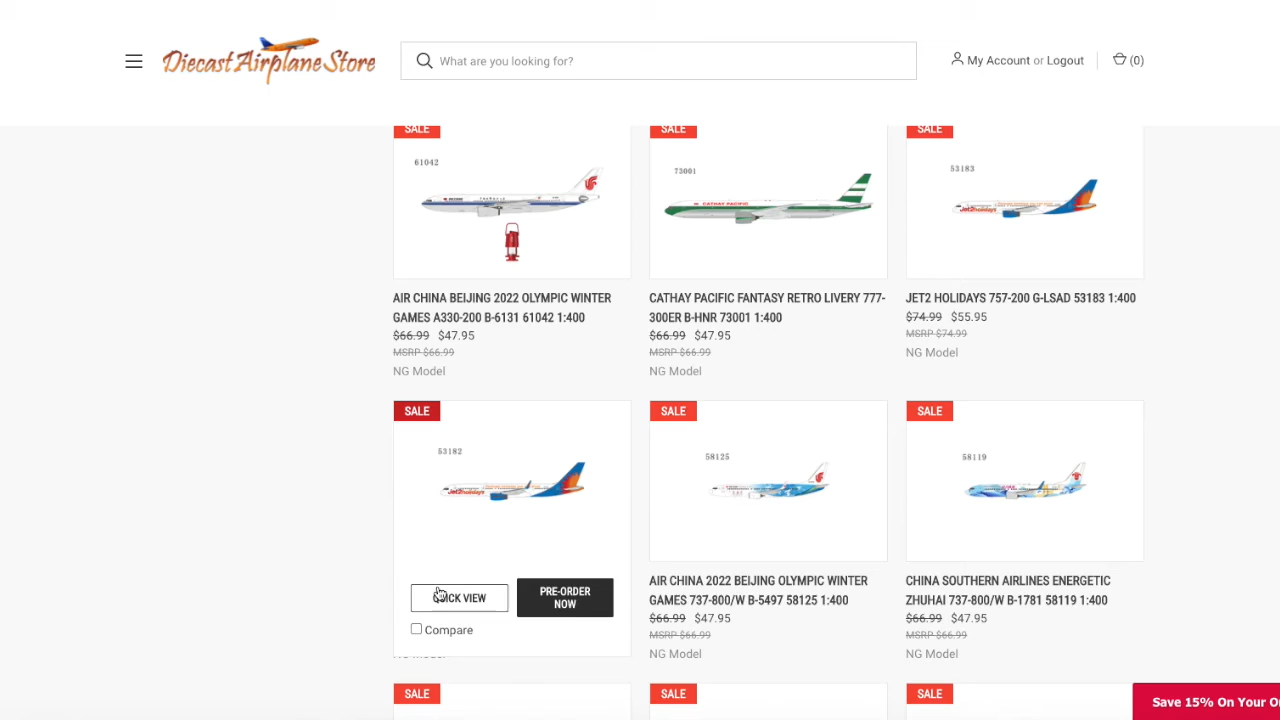 Diecast Airplane Store
What are you looking for?
My Account or Logout
(0)
SALE
SALE
SALE
61042
73001
53183
CATHAY PACIFIC
Jet2holidays
AIR CHINA BEIJING 2022 OLYMPIC WINTER
GAMES A330-200 B-6131 61042 1:400
$66.99 $47.95
MSRP $66.99
NG Model
CATHAY PACIFIC FANTASY RETRO LIVERY 777-
300ER B-HNR 73001 1:400
$66.99 $47.95
MSRP $66.99
NG Model
JET2 HOLIDAYS 757-200 G-LSAD 53183 1:400
$74.99 $55.95
MSRP $74.99
NG Model
SALE
SALE
SALE
53182
58125
58119
Jet2holidays
QUICK VIEW
PRE-ORDER
NOW
Compare
AIR CHINA 2022 BEIJING OLYMPIC WINTER
GAMES 737-800/W B-5497 58125 1:400
$66.99 $47.95
MSRP $66.99
NG Model
CHINA SOUTHERN AIRLINES ENERGETIC
ZHUHAI 737-800/W B-1781 58119 1:400
$66.99 $47.95
MSRP $66.99
NG Model
SALE
SALE
SALE
Save 15% On Your O